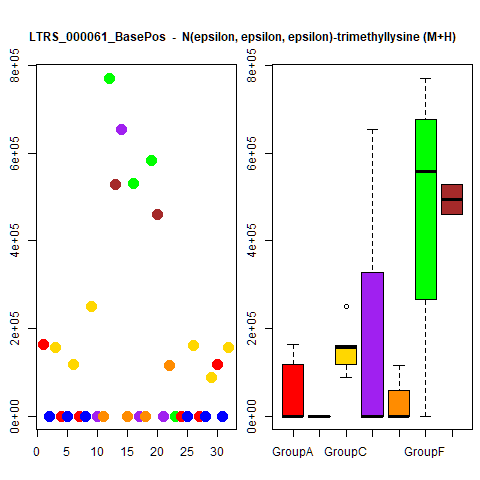 LTRS_000061_BasePos - N(epsilon, epsilon, epsilon)-trimethyllysine (M+H)
8e+05
6e+05
4e+05
2e+05
0e+00
0 5 10 15 20 25 30
8e+05
6e+05
4e+05
2e+05
0e+00
GroupA GroupC GroupF